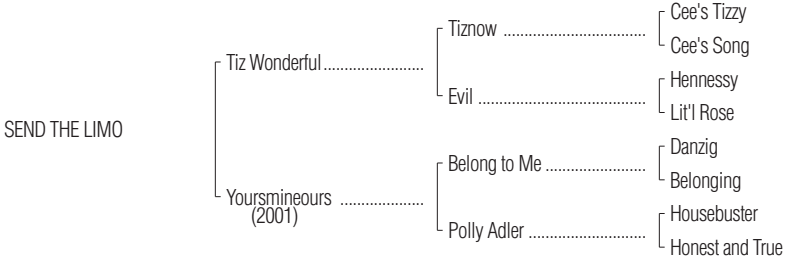 Cee's Tizzy
Tiznow ........................................
Cee's Song
Tiz Wonderful ........................
Hennessy
Evil ..............................................
Lit'l Rose
SEND THE LIMO
Danzig
Belong to Me ............................
Belonging
Yoursmineours ....................
(2001)
Housebuster
Polly Adler ................................
Honest and True